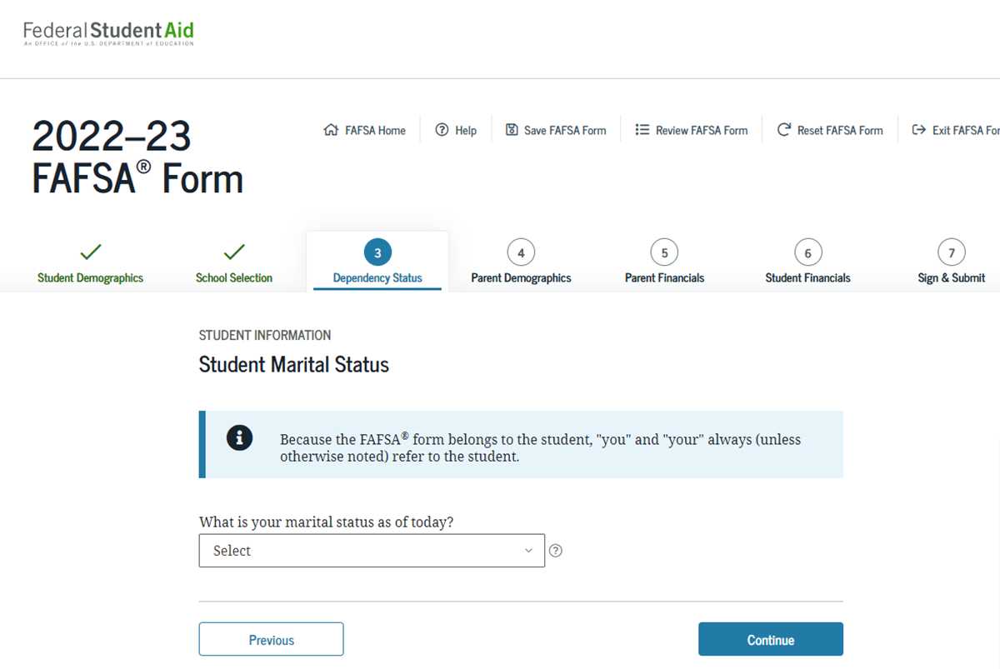 Federal Student Aid
An OFFICE of the U.S. DEPARTMENT of EDUCATION
2022–23
FAFSA® Form
FAFSA Home
Help
Save FAFSA Form
Review FAFSA Form
Reset FAFSA Form
Exit FAFSA For
Student Demographics
School Selection
3
Dependency Status
4
Parent Demographics
5
Parent Financials
6
Student Financials
7
Sign & Submit
STUDENT INFORMATION
Student Marital Status
Because the FAFSA® form belongs to the student, "you" and "your" always (unless
otherwise noted) refer to the student.
What is your marital status as of today?
Select
Previous
Continue